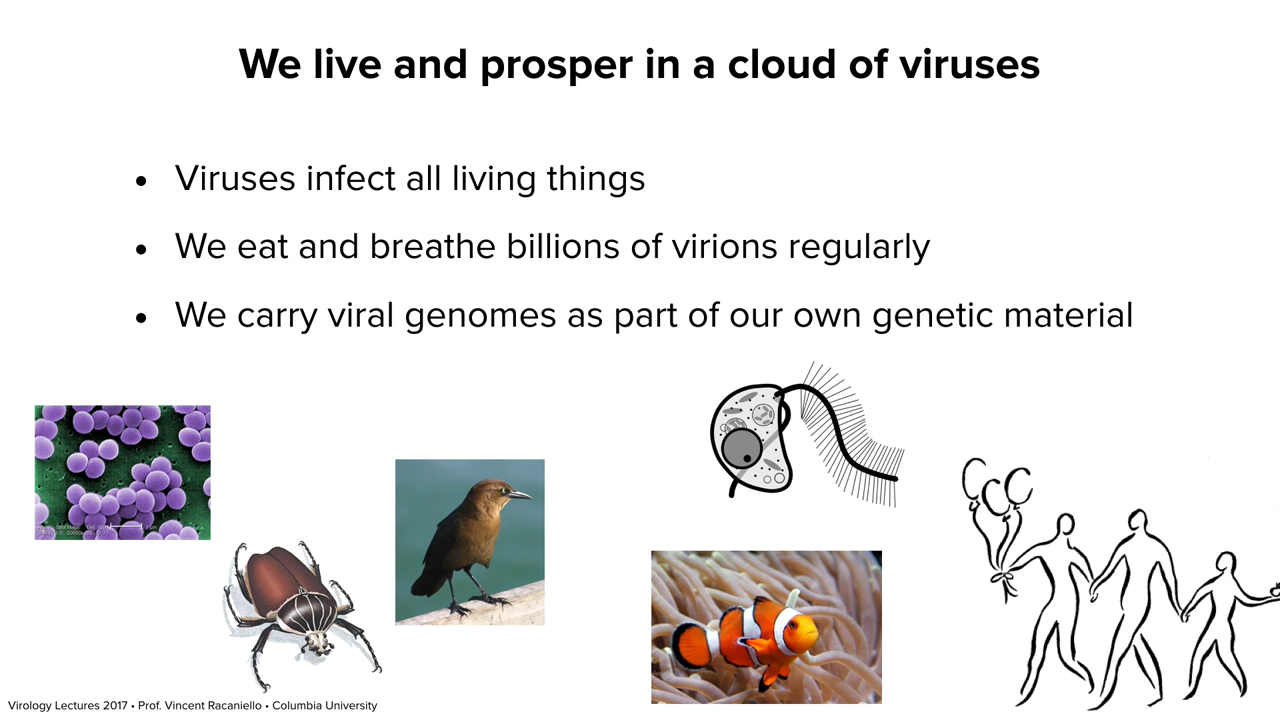 We live and prosper in a cloud of viruses
• Viruses infect all living things
• We eat and breathe billions of virions regularly
• We carry viral genomes as part of our own genetic material
Virology Lectures 2017 • Prof. Vincent Racaniello • Columbia University